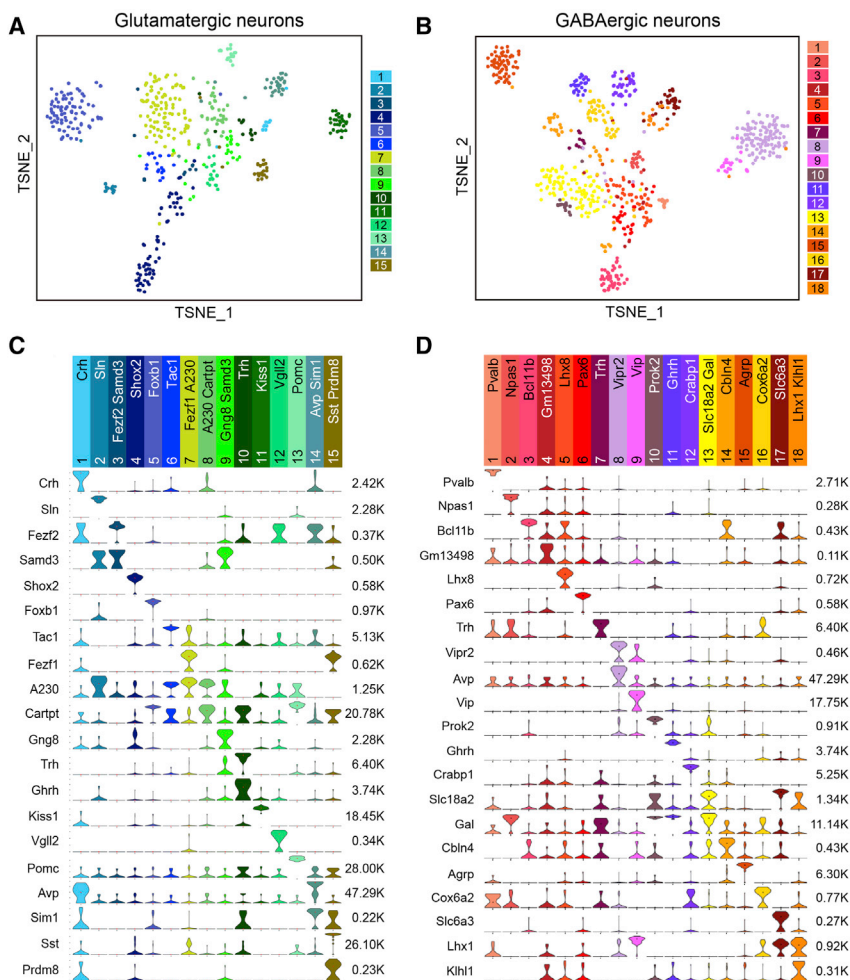 A
Glutamatergic neurons
TSNE_2
TSNE_1
1
2
3
4
5
6
7
8
9
10
11
12
13
14
15
B
GABAergic neurons
TSNE_2
TSNE_1
1
2
3
4
5
6
7
8
9
10
11
12
13
14
15
16
17
18
C
Crh
Sln
Fezf2 Samd3
Shox2
Foxb1
Tac1
Fezf1 A230
A230 Cartpt
Gng8 Samd3
Trh
Kiss1
Vgll2
Pomc
Avp Sim1
Sst Prdm8
1 2 3 4 5 6 7 8 9 10 11 12 13 14 15
Crh 2.42K
Sln 2.28K
Fezf2 0.37K
Samd3 0.50K
Shox2 0.58K
Foxb1 0.97K
Tac1 5.13K
Fezf1 0.62K
A230 1.25K
Cartpt 20.78K
Gng8 2.28K
Trh 6.40K
Ghrh 3.74K
Kiss1 18.45K
Vgll2 0.34K
Pomc 28.00K
Avp 47.29K
Sim1 0.22K
Sst 26.10K
Prdm8 0.23K
D
Pvalb
Npas1
Bcl11b
Gm13498
Lhx8
Pax6
Trh
Vipr2
Vip
Prok2
Ghrh
Crabp1
Slc18a2 Gal
Cbln4
Agrp
Cox6a2
Slc6a3
Lhx1 Klhl1
1 2 3 4 5 6 7 8 9 10 11 12 13 14 15 16 17 18
Pvalb 2.71K
Npas1 0.28K
Bcl11b 0.43K
Gm13498 0.11K
Lhx8 0.72K
Pax6 0.58K
Trh 6.40K
Vipr2 0.46K
Avp 47.29K
Vip 17.75K
Prok2 0.91K
Ghrh 3.74K
Crabp1 5.25K
Slc18a2 1.34K
Gal 11.14K
Cbln4 0.43K
Agrp 6.30K
Cox6a2 0.77K
Slc6a3 0.27K
Lhx1 0.92K
Klhl1 0.31K